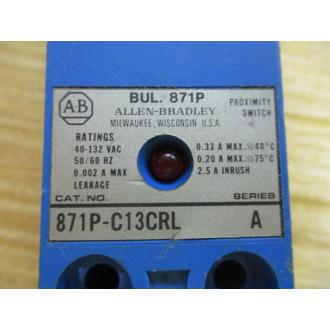 AB
BUL. 871P
PROXIMITY
SWITCH
ALLEN-BRADLEY
MILWAUKEE, WISCONSIN U.S.A.
RATINGS
40-132 VAC
50/60 HZ
0.002 A MAX
LEAKAGE
0.33 A MAX.@40°C
0.20 A MAX.@75°C
2.5 A INRUSH
CAT. NO.
SERIES
871P-C13CRL
A